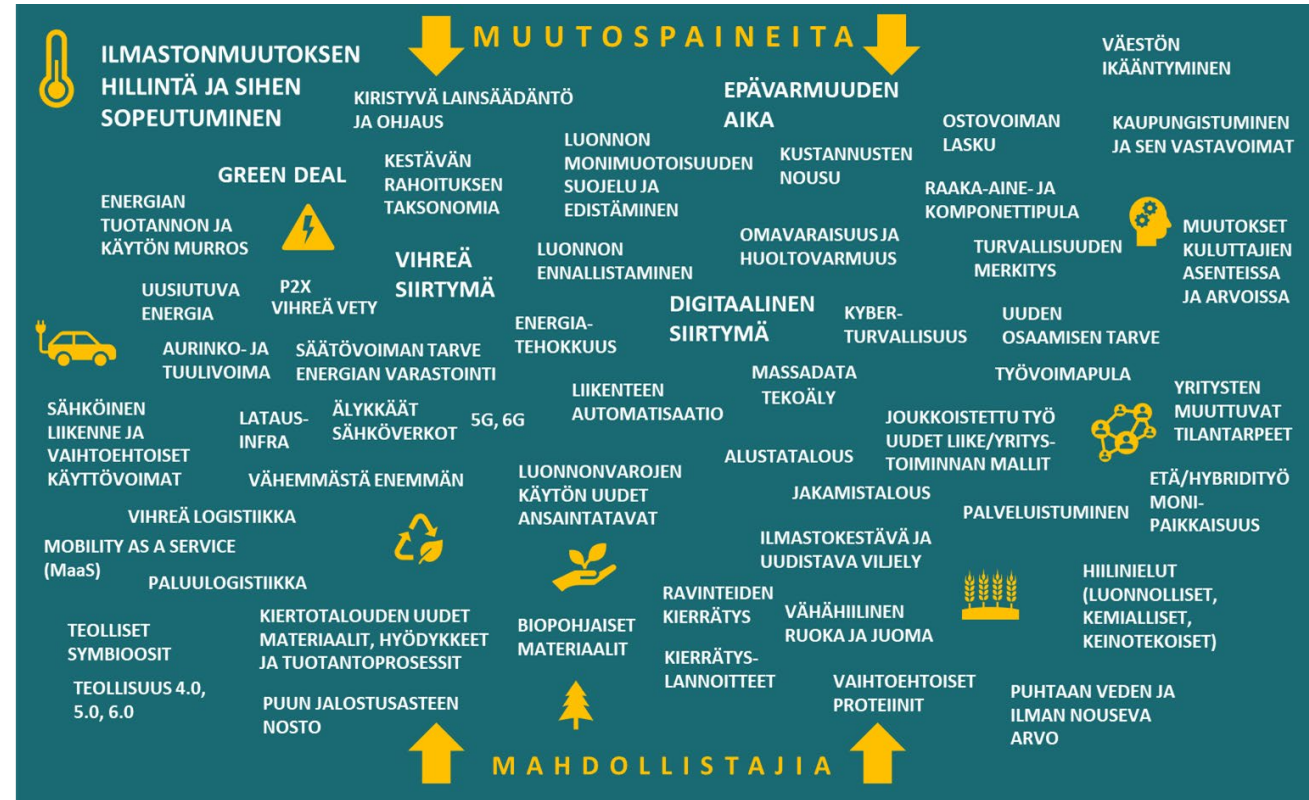 MUUTOSPAINEITA
ILMASTONMUUTOKSEN
HILLINTÄ JA SIHEN
SOPEUTUMINEN
KIRISTYVÄ LAINSÄÄDÄNTÖ
JA OHJAUS
EPÄVARMUUDEN
AIKA
VÄESTÖN
IKÄÄNTYMINEN
OSTOVOIMAN
LASKU
KAUPUNGISTUMINEN
JA SEN VASTAVOIMAT
GREEN DEAL
KESTÄVÄN
RAHOITUKSEN
TAKSONOMIA
LUONNON
MONIMUOTOISUUDEN
SUOJELU JA
EDISTÄMINEN
KUSTANNUSTEN
NOUSU
RAAKA-AINE- JA
KOMPONETTIPULA
ENERGIAN
TUOTANNON JA
KÄYTÖN MURROS
VIHREÄ
SIIRTYMÄ
LUONNON
ENNALLISTAMINEN
OMAVARAISUUS JA
HUOLTOVARMUUS
TURVALLISUUDEN
MERKITYS
MUUTOKSET
KULUTTAJIEN
ASENTEISSA
JA ARVOISSA
UUSIUTUVA
ENERGIA
P2X
VIHREÄ VETY
ENERGIA-
TEHOKKUUS
DIGITAALINEN
SIIRTYMÄ
KYBER-
TURVALLISUUS
UUDEN
OSAAMISEN TARVE
AURINKO- JA
TUULIVOIMA
SÄÄTÖVOIMAN TARVE
ENERGIAN VARASTOINTI
LIIKENTEEN
AUTOMATISAATIO
MASSADATA
TEKOÄLY
TYÖVOIMAPULA
YRITYSTEN
MUUTTUVAT
TILANTARPEET
SÄHKÖINEN
LIIKENNE JA
VAIHTOEHTOISET
KÄYTTÖVOIMAT
LATAUS-
INFRA
ÄLYKKÄÄT
SÄHKÖVERKOT
5G, 6G
JOUKKOISTETTU TYÖ
UUDET LIIKE/YRITYS-
TOIMINNAN MALLIT
VÄHEMMÄSTÄ ENEMMÄN
LUONNONVAROJEN
KÄYTÖN UUDET
ANSAINTATAVAT
ALUSTATALOUS
JAKAMISTALOUS
PALVELUISTUMINEN
ETÄ/HYBRIDITYÖ
MONI-
PAIKKAISUUS
VIHREÄ LOGISTIIKKA
MOBILITY AS A SERVICE
(MaaS)
PALUULOGISTIIKKA
ILMASTOKESTÄVÄ JA
UUDISTAVA VILJELY
HIILINIELUT
(LUONNOLLISET,
KEMIALLISET,
KEINOTEKOISET)
TEOLLISET
SYMBIOOSIT
KIERTOTALOUDEN UUDET
MATERIAALIT, HYÖDYKKEET
JA TUOTANTOPROSESSIT
BIOPOHJAISET
MATERIAALIT
RAVINTEIDEN
KIERRÄTYS
VÄHÄHIILINEN
RUOKA JA JUOMA
KIERRÄTYS-
LANNOITTEET
TEOLLISUUS 4.0,
5.0, 6.0
PUUN JALOSTUSASTEEN
NOSTO
VAIHTOEHTOISET
PROTEIINIT
PUHTAAN VEDEN JA
ILMAN NOUSEVA
ARVO
MAHDOLLISTAJIA